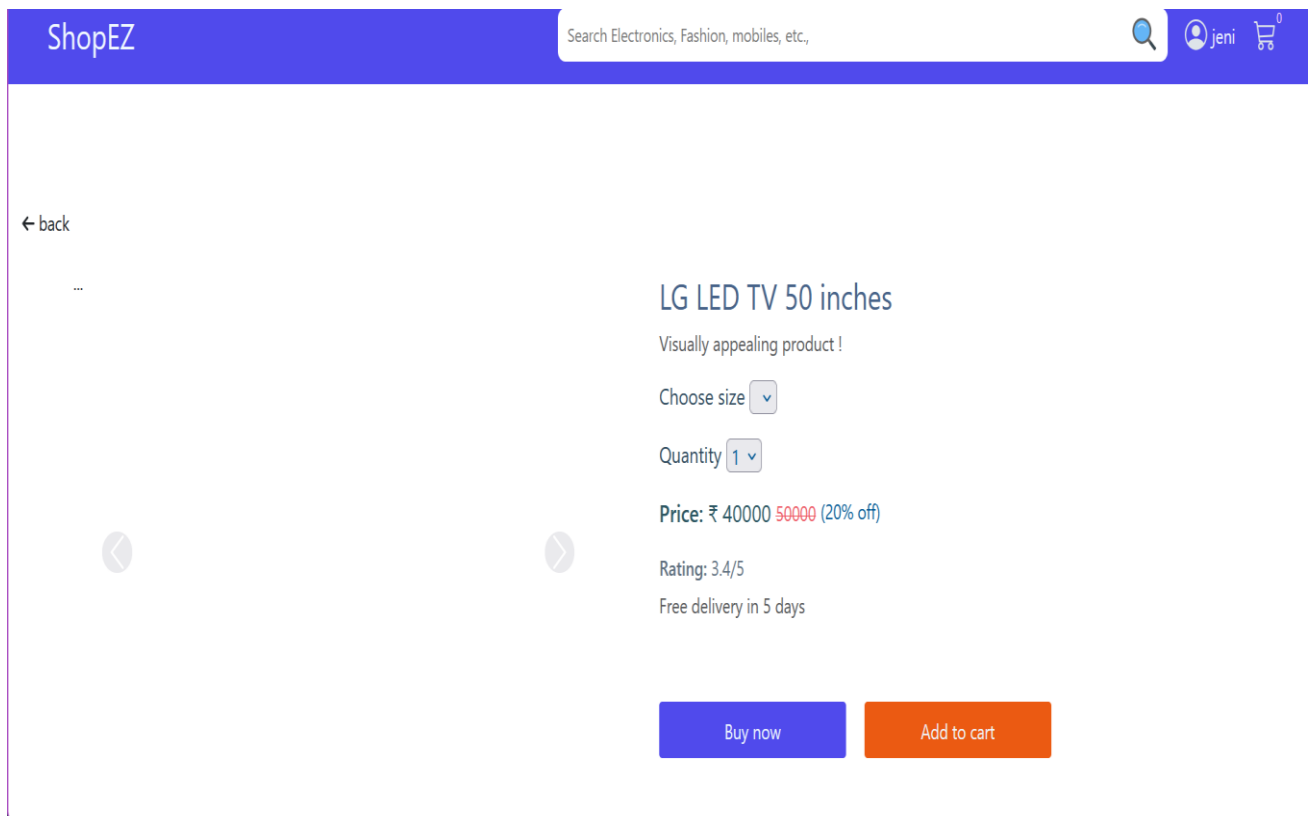 ShopEZ
Search Electronics, Fashion, mobiles, etc.,
jeni
0
← back
...
LG LED TV 50 inches
Visually appealing product !
Choose size
Quantity 1
Price: ₹ 40000 50000 (20% off)
Rating: 3.4/5
Free delivery in 5 days
Buy now
Add to cart